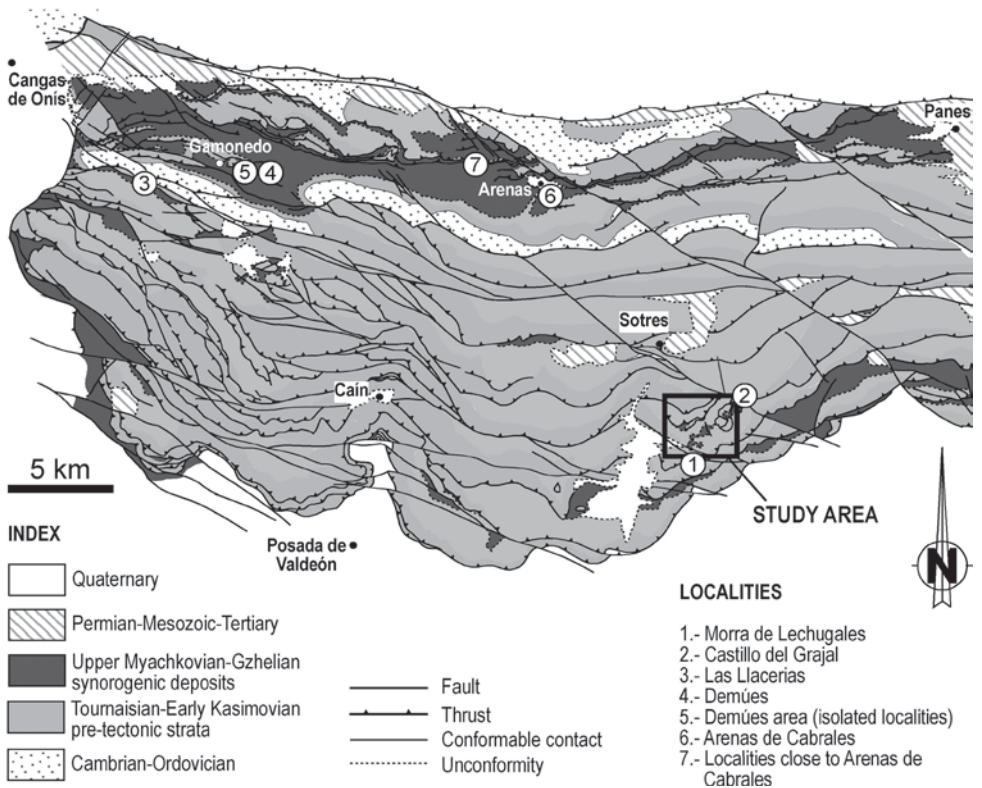 Cangas
de Onís
Panes
Gamonedo
7
5
4
3
Arenas
6
Sotres
Caín
2
1
5 km
STUDY AREA
Posada de
Valdeón
N
INDEX
Quaternary
Permian-Mesozoic-Tertiary
Upper Myachkovian-Gzhelian
synorogenic deposits
Tournaisian-Early Kasimovian
pre-tectonic strata
Cambrian-Ordovician
Fault
Thrust
Conformable contact
Unconformity
LOCALITIES
1.- Morra de Lechugales
2.- Castillo del Grajal
3.- Las Llacerias
4.- Demúes
5.- Demúes area (isolated localities)
6.- Arenas de Cabrales
7.- Localities close to Arenas de
Cabrales